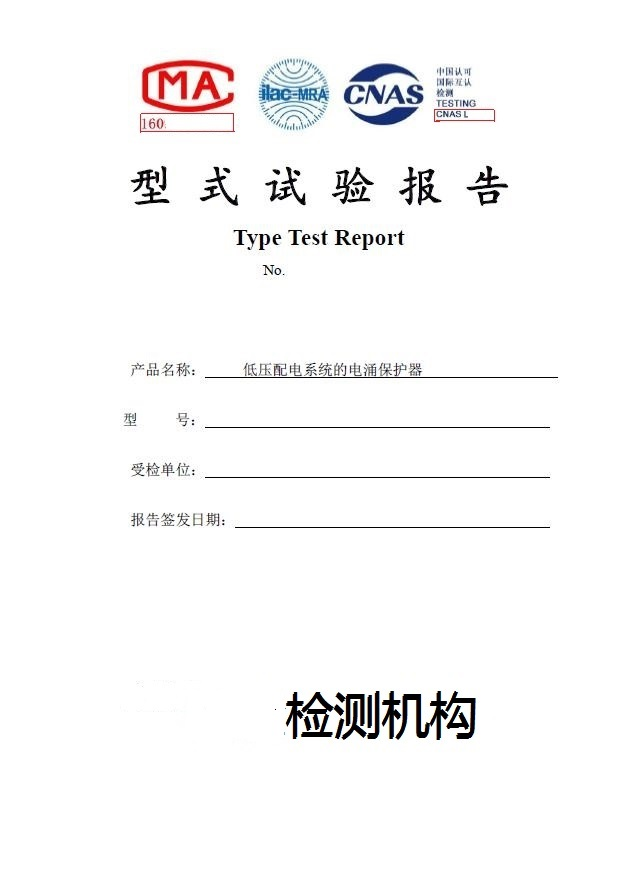 MA
160
ilac-MRA
CNAS
中国认可
国际互认
检测
TESTING
CNAS L
型式试验报告
Type Test Report
No.
产品名称： 低压配电系统的电涌保护器
型 号：
受检单位：
报告签发日期：
检测机构